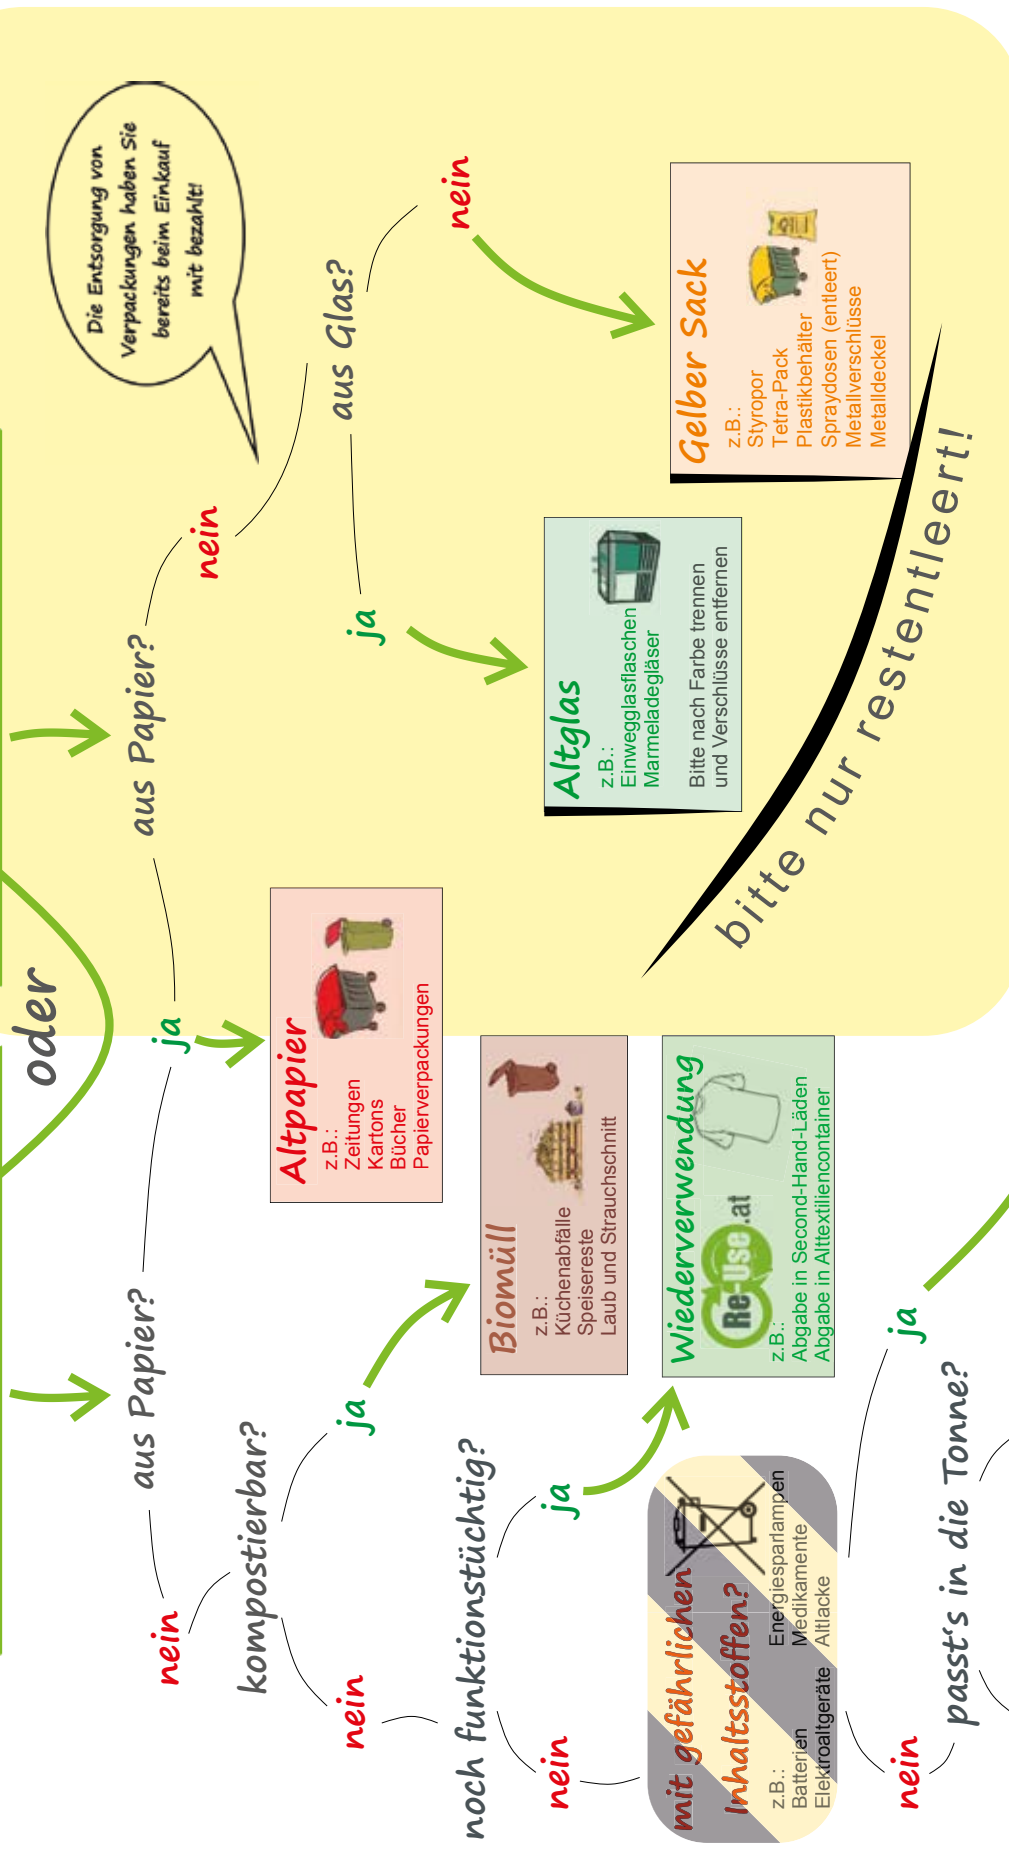 oder
aus Papier?
nein
ja
aus Papier?
nein
Die Entsorgung von
Verpackungen haben Sie
bereits beim Einkauf
mit bezahlt!
kompostierbar?
nein
ja
Altpapier
z.B.:
Zeitungen
Kartons
Bücher
Papierverpackungen
aus Glas?
ja
nein
noch funktionstüchtig?
nein
ja
Biomüll
z.B.:
Küchenabfälle
Speisereste
Laub und Strauchschnitt
Altglas
z.B.:
Einwegglasflaschen
Marmeladegläser
Bitte nach Farbe trennen
und Verschlüsse entfernen
Gelber Sack
z.B.:
Styropor
Tetra-Pack
Plastikbehälter
Spraydosen (entleert)
Metallverschlüsse
Metalldeckel
mit gefährlichen
Inhaltsstoffen?
z.B.:
Batterien
Elektroaltgeräte
Energiesparlampen
Medikamente
Altlacke
Wiederverwendung
Re-Use.at
z.B.:
Abgabe in Second-Hand-Läden
Abgabe in Alttextiliencontainer
bitte nur restentleert!
nein
ja
passt's in die Tonne?